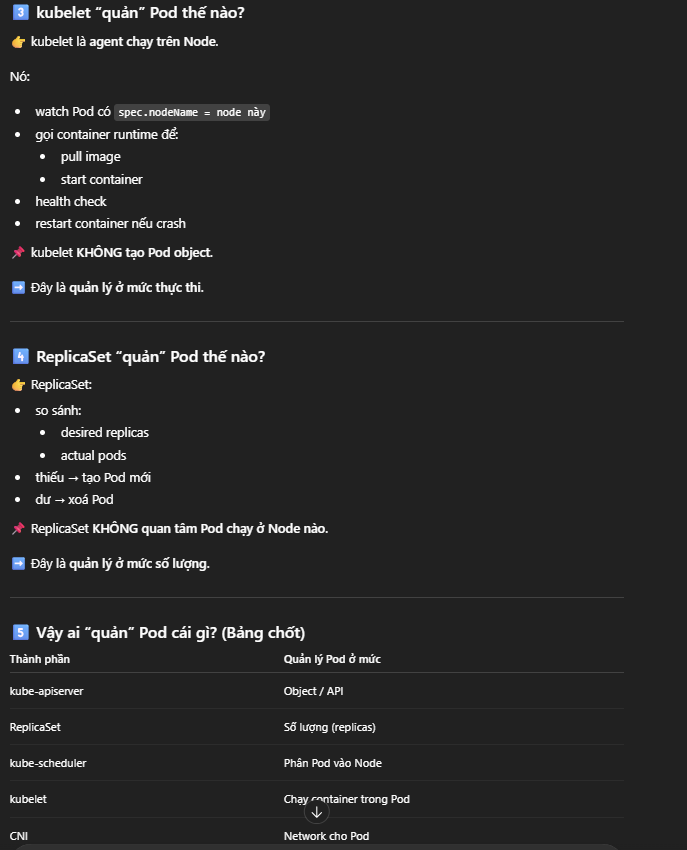 3 kubelet “quản” Pod thế nào?
👉 kubelet là agent chạy trên Node.
Nó:
• watch Pod có spec.nodeName = node này
• gọi container runtime để:
• pull image
• start container
• health check
• restart container nếu crash
📌 kubelet KHÔNG tạo Pod object.
➡️ Đây là quản lý ở mức thực thi.
4 ReplicaSet “quản” Pod thế nào?
👉 ReplicaSet:
• so sánh:
• desired replicas
• actual pods
• thiếu → tạo Pod mới
• dư → xoá Pod
📌 ReplicaSet KHÔNG quan tâm Pod chạy ở Node nào.
➡️ Đây là quản lý ở mức số lượng.
5 Vậy ai “quản” Pod cái gì? (Bảng chốt)
Thành phần Quản lý Pod ở mức
kube-apiserver Object / API
ReplicaSet Số lượng (replicas)
kube-scheduler Phân Pod vào Node
kubelet Chạy container trong Pod
CNI Network cho Pod